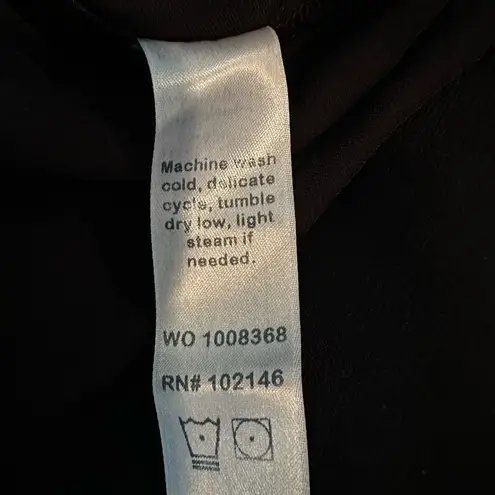 Machine wash
cold, delicate
cycle, tumble
dry low, light
steam if
needed.
WO 1008368
RN# 102146